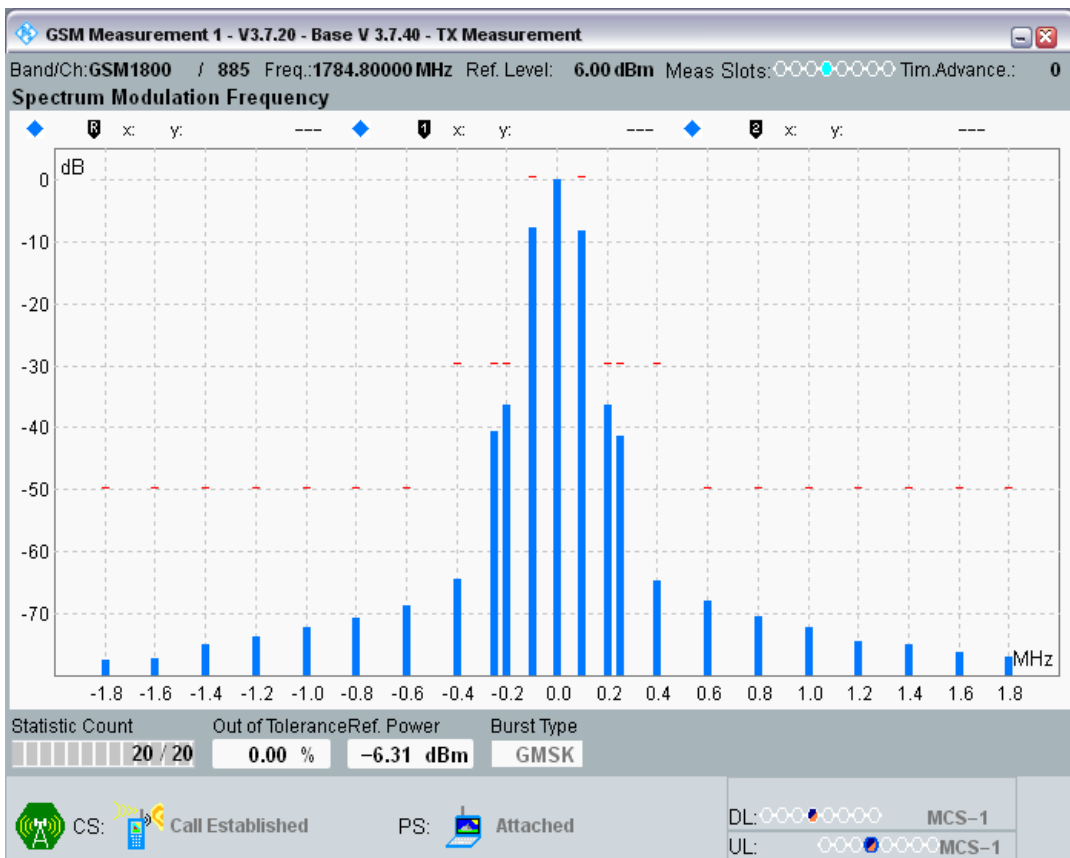 GSM Measurement 1 - V3.7.20 - Base V 3.7.40 - TX Measurement
Band/Ch:GSM1800 / 885 Freq.:1784.80000 MHz Ref. Level: 6.00 dBm Meas Slots: Tim.Advance.: 0
Spectrum Modulation Frequency
R x: y: --- 1 x: y: --- 2 x: y: ---
dB
0
-10
-20
-30
-40
-50
-60
-70
MHz
-1.8 -1.6 -1.4 -1.2 -1.0 -0.8 -0.6 -0.4 -0.2 0.0 0.2 0.4 0.6 0.8 1.0 1.2 1.4 1.6 1.8
Statistic Count Out of Tolerance Ref. Power Burst Type
20 / 20 0.00 % −6.31 dBm GMSK
CS: Call Established PS: Attached DL: MCS−1
UL: MCS−1